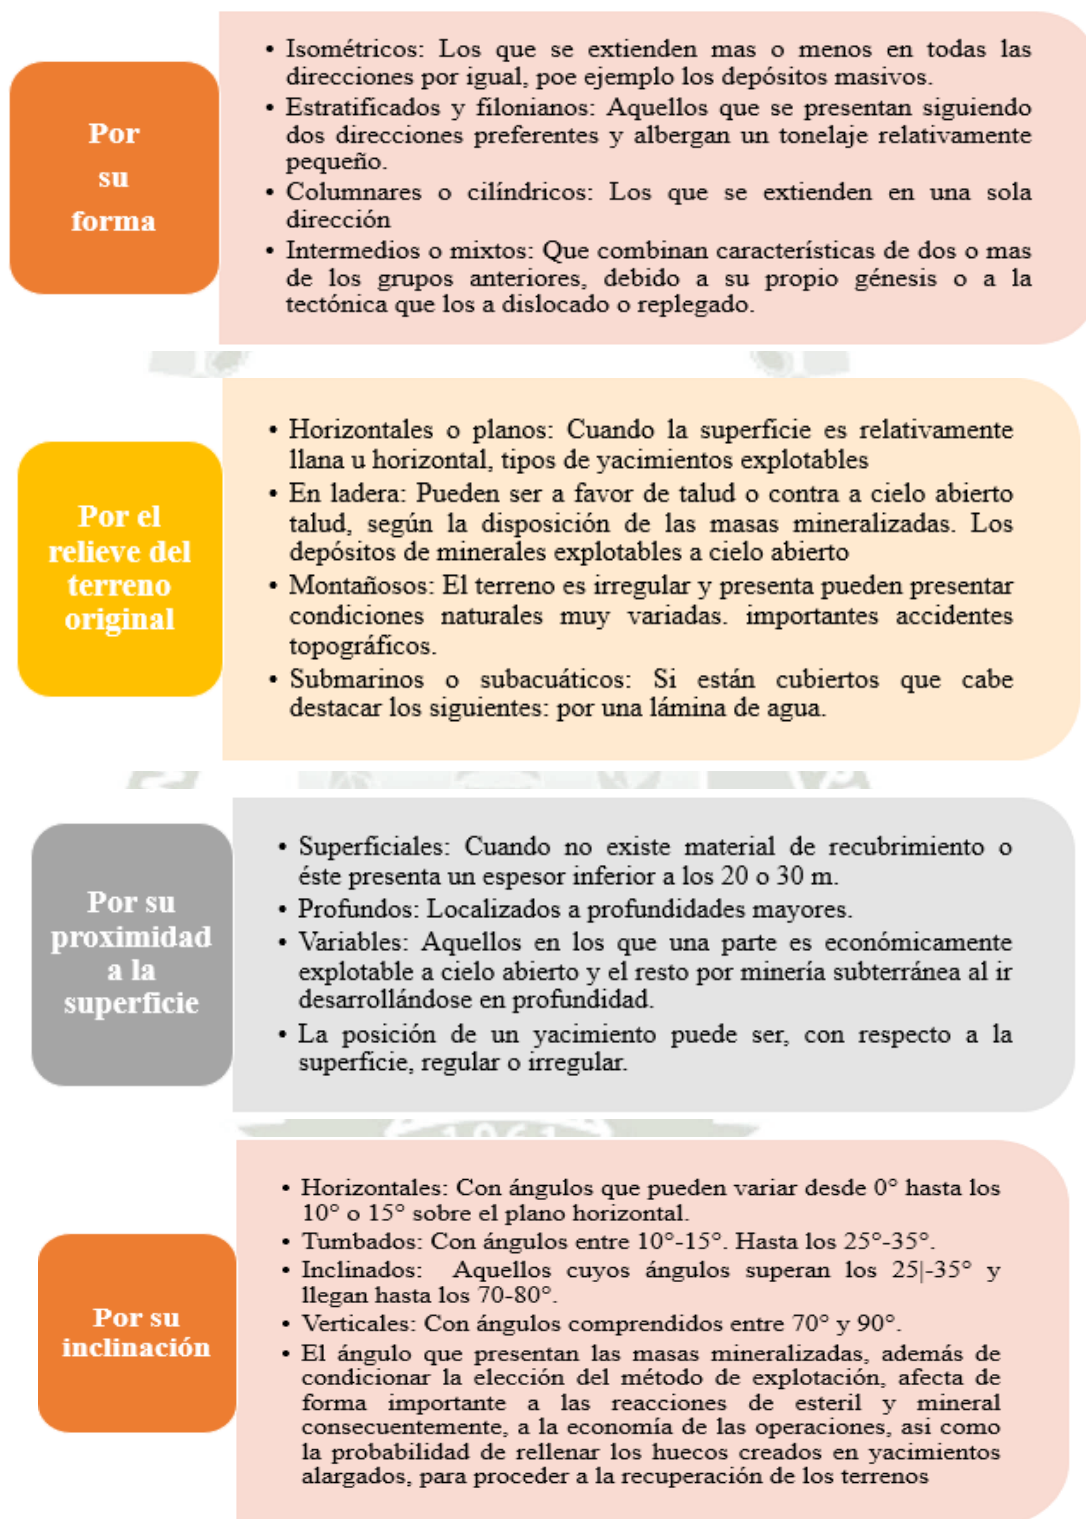 Por
su
forma
• Isométricos: Los que se extienden mas o menos en todas las
direcciones por igual, poe ejemplo los depósitos masivos.
• Estratificados y filonianos: Aquellos que se presentan siguiendo
dos direcciones preferentes y albergan un tonelaje relativamente
pequeño.
• Columnares o cilíndricos: Los que se extienden en una sola
dirección
• Intermedios o mixtos: Que combinan características de dos o mas
de los grupos anteriores, debido a su propio génesis o a la
tectónica que los a dislocado o replegado.
Por el
relieve del
terreno
original
• Horizontales o planos: Cuando la superficie es relativamente
llana u horizontal, tipos de yacimientos explotables
• En ladera: Pueden ser a favor de talud o contra a cielo abierto
talud, según la disposición de las masas mineralizadas. Los
depósitos de minerales explotables a cielo abierto
• Montañosos: El terreno es irregular y presenta pueden presentar
condiciones naturales muy variadas. importantes accidentes
topográficos.
• Submarinos o subacuáticos: Si están cubiertos que cabe
destacar los siguientes: por una lámina de agua.
Por su
proximidad
a la
superficie
• Superficiales: Cuando no existe material de recubrimiento o
éste presenta un espesor inferior a los 20 o 30 m.
• Profundos: Localizados a profundidades mayores.
• Variables: Aquellos en los que una parte es económicamente
explotable a cielo abierto y el resto por minería subterránea al ir
desarrollándose en profundidad.
• La posición de un yacimiento puede ser, con respecto a la
superficie, regular o irregular.
1961
Por su
inclinación
• Horizontales: Con ángulos que pueden variar desde 0° hasta los
10° o 15° sobre el plano horizontal.
• Tumbados: Con ángulos entre 10°-15°. Hasta los 25°-35°.
• Inclinados: Aquellos cuyos ángulos superan los 25|-35° y
llegan hasta los 70-80°.
• Verticales: Con ángulos comprendidos entre 70° y 90°.
• El ángulo que presentan las masas mineralizadas, además de
condicionar la elección del método de explotación, afecta de
forma importante a las reacciones de esteril y mineral
consecuentemente, a la economía de las operaciones, asi como
la probabilidad de rellenar los huecos creados en yacimientos
alargados, para proceder a la recuperación de los terrenos